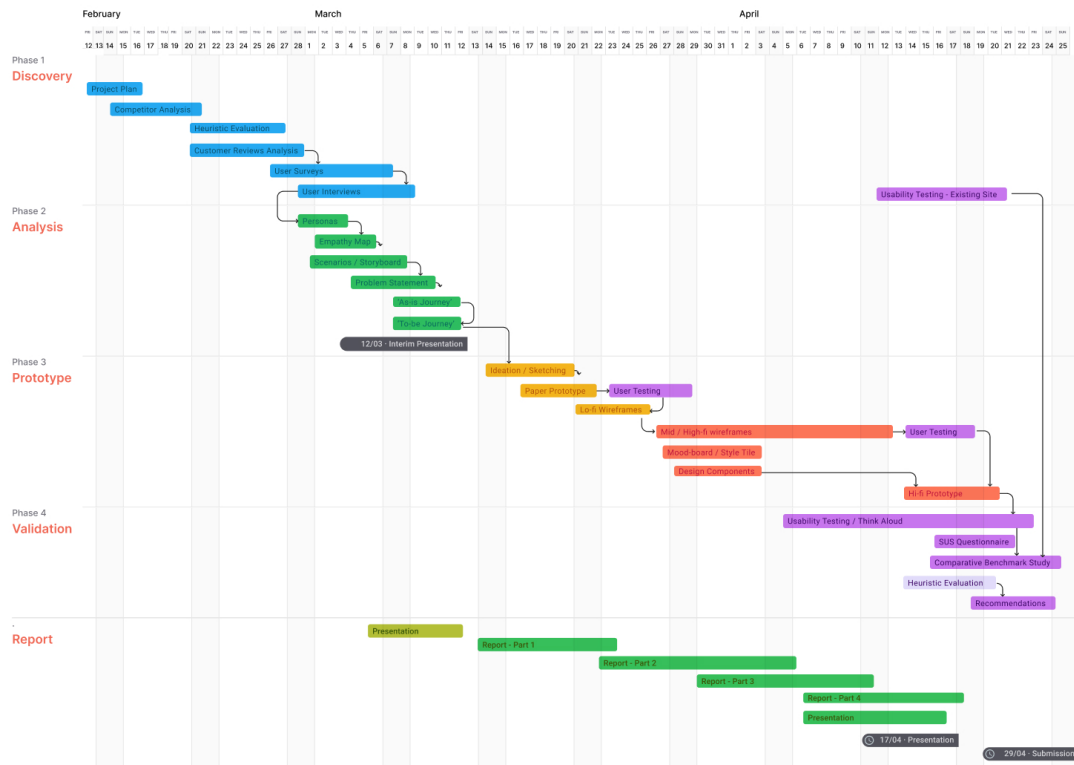 February March April
12 13 14 15 16 17 18 19 20 21 22 23 24 25 26 27 28 1 2 3 4 5 6 7 8 9 10 11 12 14 15 16 17 18 19 20 21 22 23 24 25 26 27 28 29 30 31 1 2 3 4 5 6 7 8 9 10 11 12 13 14 15 16 17 18 19 20 21 22 23 24 25
Phase 1
Discovery
Project Plan
Competitor Analysis
Heuristic Evaluation
Customer Reviews Analysis
User Surveys
User Interviews
Usability Testing - Existing Site
Phase 2
Analysis
Personas
Empathy Map
Scenarios / Storyboard
Problem Statement
'As-is Journey'
'To-be Journey'
12/03 · Interim Presentation
Phase 3
Prototype
Ideation / Sketching
Paper Prototype
User Testing
Lo-fi Wireframes
Mid / High-fi wireframes
User Testing
Mood-board / Style Tile
Design Components
Hi-fi Prototype
Phase 4
Validation
Usability Testing / Think Aloud
SUS Questionnaire
Comparative Benchmark Study
Heuristic Evaluation
Recommendations
Report
Presentation
Report - Part 1
Report - Part 2
Report - Part 3
Report - Part 4
Presentation
17/04 · Presentation
29/04 · Submission